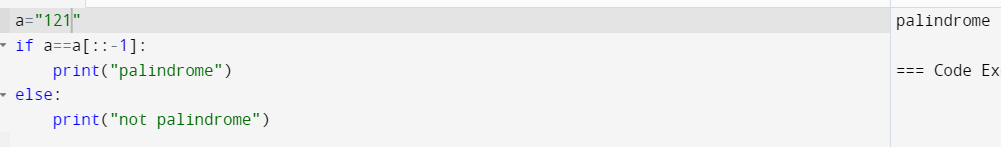 a="121"
if a==a[::-1]:
    print("palindrome")
else:
    print("not palindrome")
palindrome
=== Code Ex